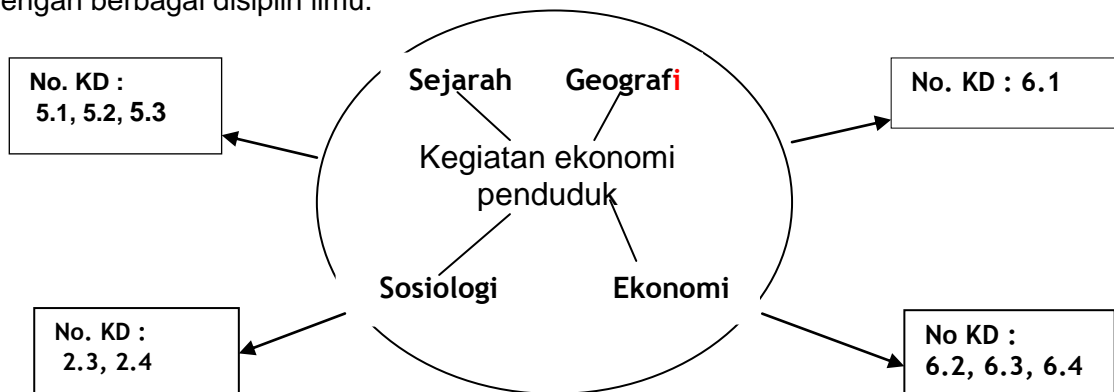 dengan berbagai disiplin ilmu.
No. KD :
5.1, 5.2, 5.3
Sejarah
Geografi
No. KD : 6.1
Kegiatan ekonomi
penduduk
Sosiologi
Ekonomi
No. KD :
2.3, 2.4
No KD :
6.2, 6.3, 6.4